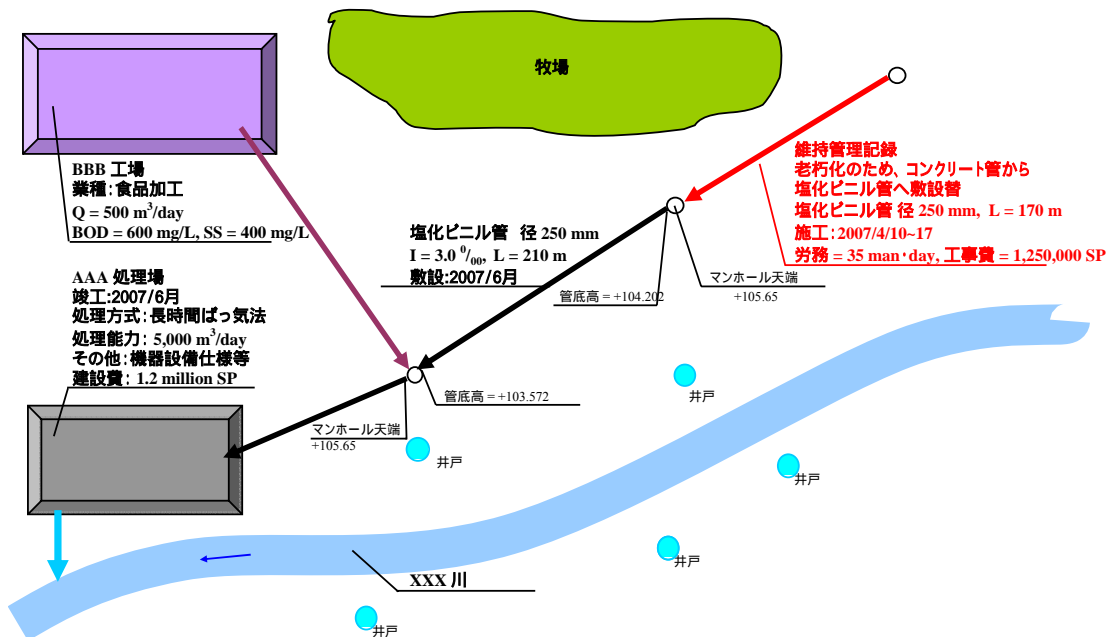 牧場
BBB 工場
業種：食品加工
Q = 500 m³/day
BOD = 600 mg/L, SS = 400 mg/L
維持管理記録
老朽化のため、コンクリート管から
塩化ビニル管へ敷設替
塩化ビニル管 径 250 mm, L = 170 m
施工：2007/4/10~17
労務 = 35 man･day, 工事費 = 1,250,000 SP
塩化ビニル管 径 250 mm
I = 3.0 ⁰/₀₀, L = 210 m
敷設:2007/6月
管底高 = +104.202
マンホール天端
+105.65
AAA 処理場
竣工：2007/6月
処理方式：長時間ばっ気法
処理能力： 5,000 m³/day
その他：機器設備仕様等
建設費： 1.2 million SP
管底高 = +103.572
マンホール天端
+105.65
井戸
井戸
井戸
井戸
井戸
XXX 川